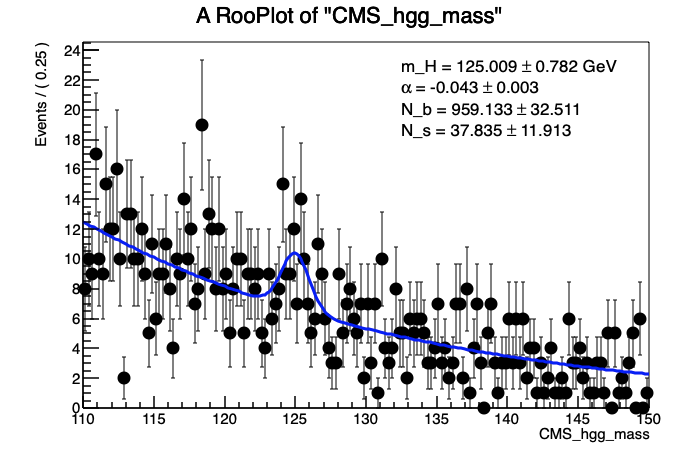 A RooPlot of "CMS_hgg_mass"
Events / ( 0.25 )
24
22
20
18
16
14
12
10
8
6
4
2
0
m_H = 125.009 ± 0.782 GeV
α = -0.043 ± 0.003
N_b = 959.133 ± 32.511
N_s = 37.835 ± 11.913
110 115 120 125 130 135 140 145 150
CMS_hgg_mass